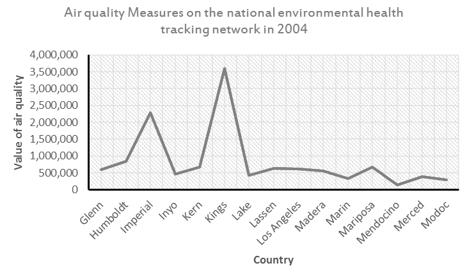 Air quality Measures on the national environmental health
tracking network in 2004
Value of air quality
4,000,000
3,500,000
3,000,000
2,500,000
2,000,000
1,500,000
1,000,000
500,000
0
Glenn
Humboldt
Imperial
Inyo
Kern
Kings
Lake
Lassen
Los Angeles
Madera
Marin
Mariposa
Mendocino
Merced
Modoc
Country